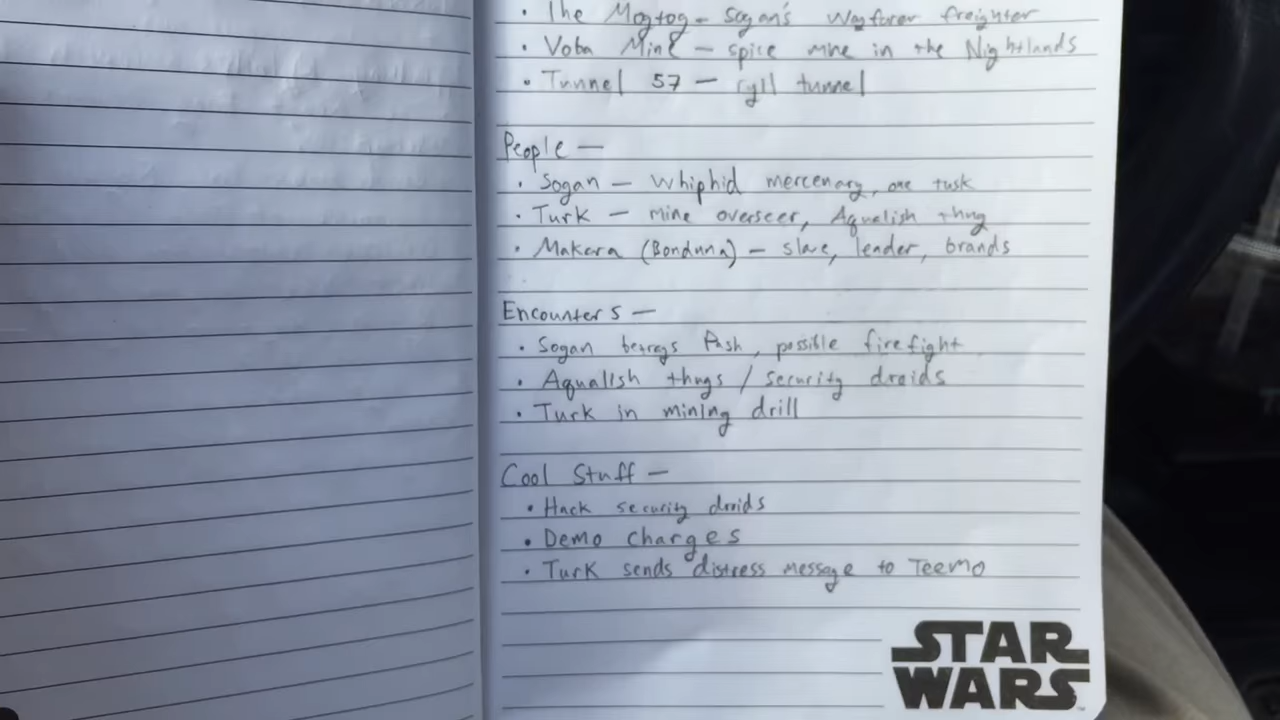 • The Mogtog - Sogan's Wayfarer freighter
• Voba Mine - spice mine in the Nightlands
• Tunnel 57 - ryll tunnel
People -
• Sogan - Whiphid mercenary, one tusk
• Turk - mine overseer, Aqualish thug
• Makara (Bonduna) - slave, leader, brands
Encounters -
• Sogan betrays Pash, possible firefight
• Aqualish thugs / security droids
• Turk in mining drill
Cool Stuff -
• Hack security droids
• Demo charges
• Turk sends distress message to Teemo
STAR
WARS